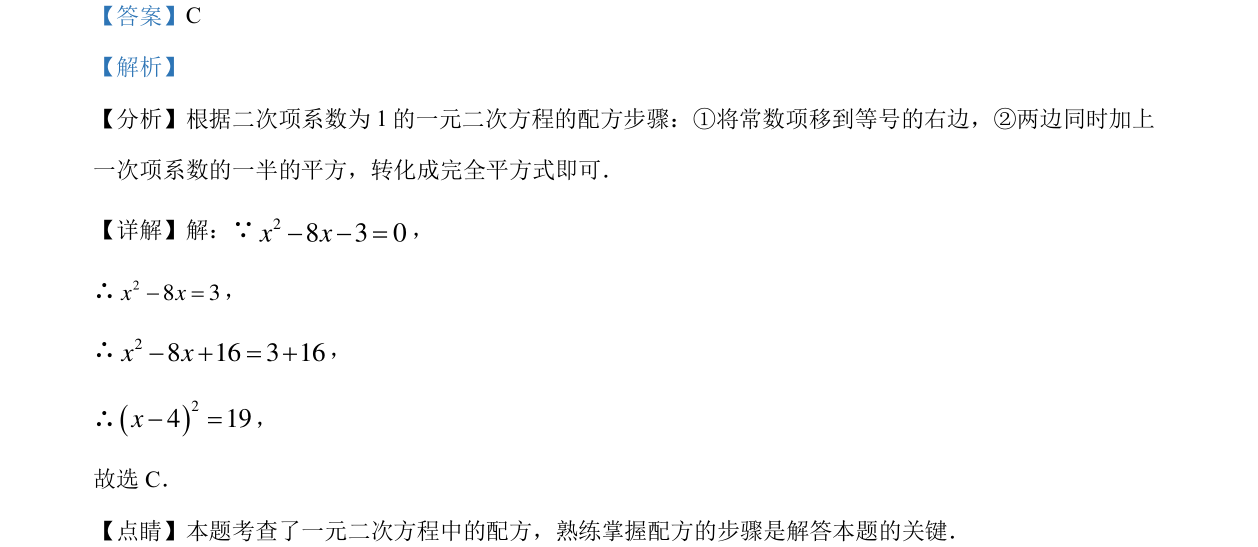 【答案】C
【解析】
【分析】根据二次项系数为 1 的一元二次方程的配方步骤：①将常数项移到等号的右边，②两边同时加上
一次项系数的一半的平方，转化成完全平方式即可．
【详解】解：∵ x² − 8x − 3 = 0，
∴ x² − 8x = 3，
∴ x² − 8x + 16 = 3 + 16，
∴ (x − 4)² = 19，
故选 C．
【点睛】本题考查了一元二次方程中的配方，熟练掌握配方的步骤是解答本题的关键．